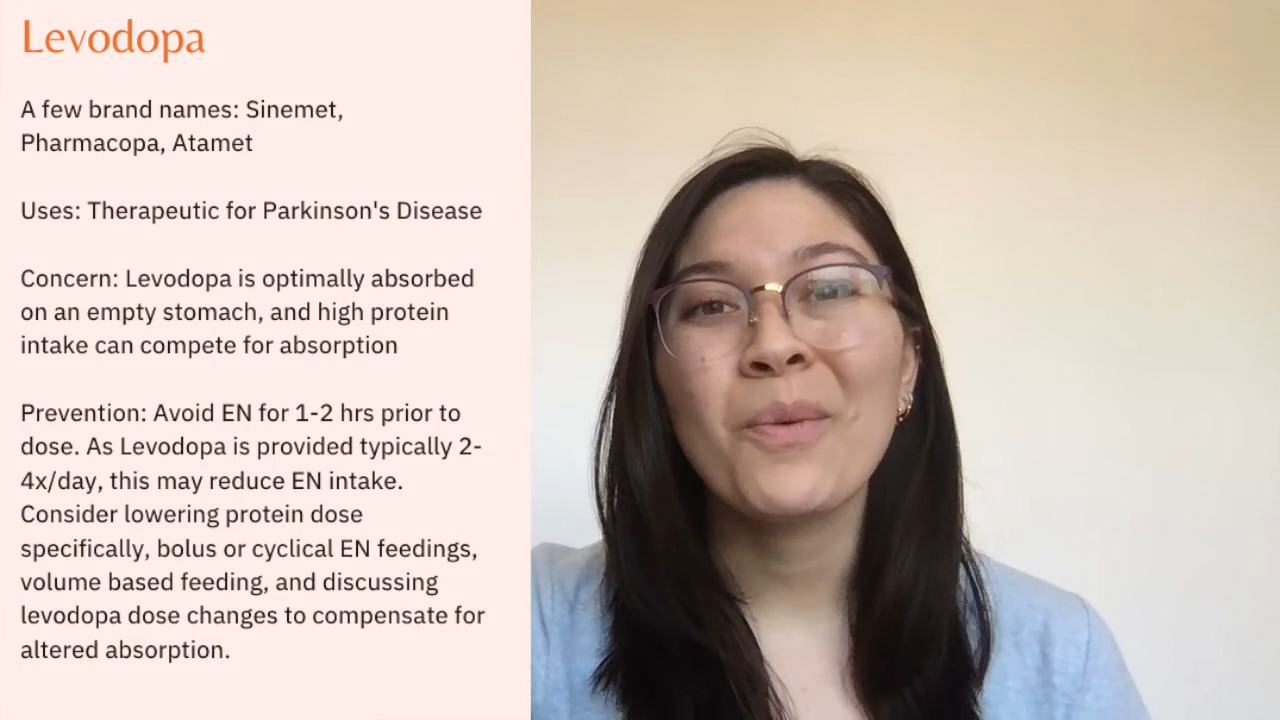 Levodopa
A few brand names: Sinemet,
Pharmacopa, Atamet
Uses: Therapeutic for Parkinson's Disease
Concern: Levodopa is optimally absorbed
on an empty stomach, and high protein
intake can compete for absorption
Prevention: Avoid EN for 1-2 hrs prior to
dose. As Levodopa is provided typically 2-
4x/day, this may reduce EN intake.
Consider lowering protein dose
specifically, bolus or cyclical EN feedings,
volume based feeding, and discussing
levodopa dose changes to compensate for
altered absorption.